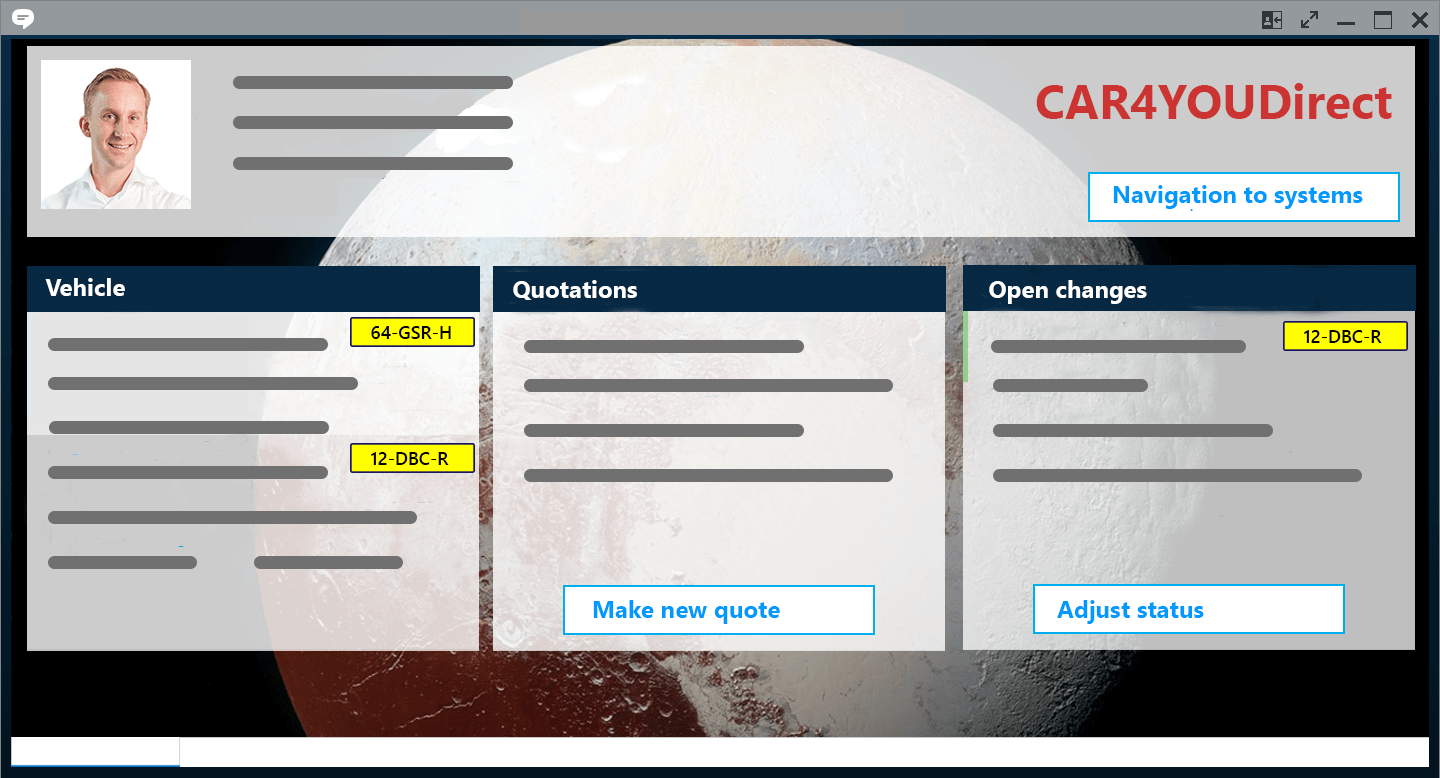 CAR4YOUDirect
Navigation to systems
Vehicle
64-GSR-H
12-DBC-R
Quotations
Make new quote
Open changes
12-DBC-R
Adjust status